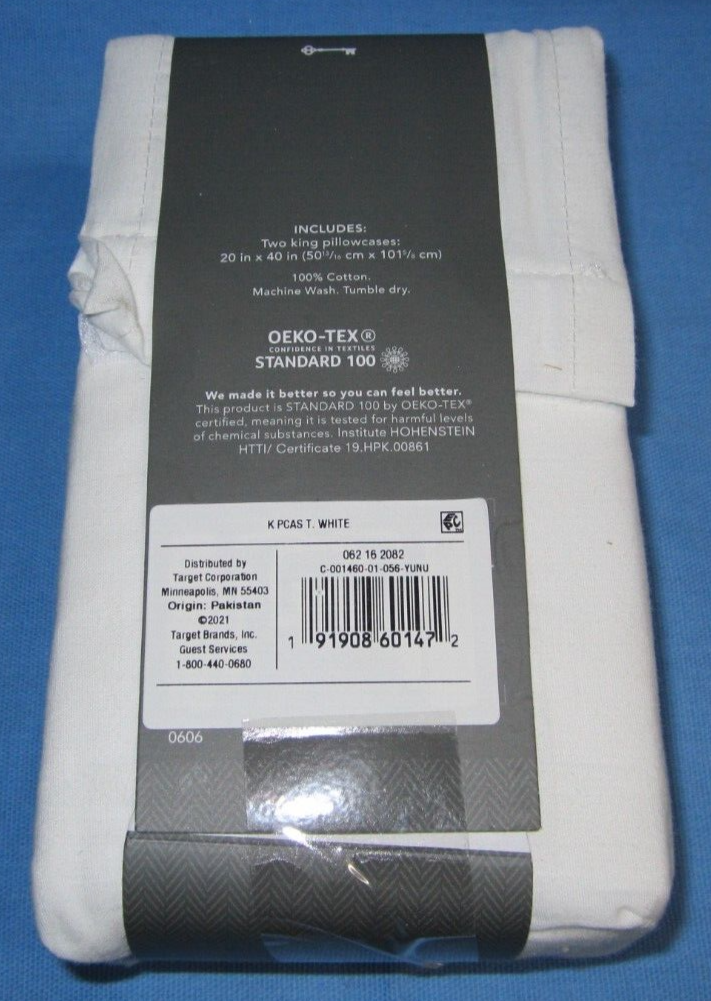 INCLUDES:
Two king pillowcases:
20 in x 40 in (50¹³/₁₆ cm x 101⁵/₈ cm)
100% Cotton.
Machine Wash. Tumble dry.
OEKO-TEX®
CONFIDENCE IN TEXTILES
STANDARD 100
We made it better so you can feel better.
This product is STANDARD 100 by OEKO-TEX®
certified, meaning it is tested for harmful levels
of chemical substances. Institute HOHENSTEIN
HTTI/ Certificate 19.HPK.00861
K PCAS T. WHITE
Distributed by
Target Corporation
Minneapolis, MN 55403
Origin: Pakistan
©2021
Target Brands, Inc.
Guest Services
1-800-440-0680
062 16 2082
C-001460-01-056-YUNU
1 91908 60147 2
0606